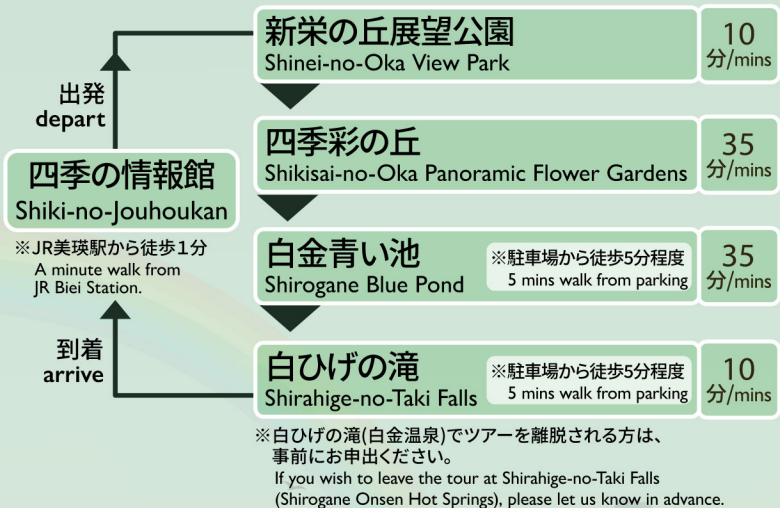 新栄の丘展望公園
Shinei-no-Oka View Park
10
分/mins
出発
depart
四季彩の丘
Shikisai-no-Oka Panoramic Flower Gardens
35
分/mins
四季の情報館
Shiki-no-Jouhoukan
※JR美瑛駅から徒歩1分
A minute walk from
JR Biei Station.
白金青い池
Shirogane Blue Pond
※駐車場から徒歩5分程度
5 mins walk from parking
35
分/mins
到着
arrive
白ひげの滝
Shirahige-no-Taki Falls
※駐車場から徒歩5分程度
5 mins walk from parking
10
分/mins
※白ひげの滝(白金温泉)でツアーを離脱される方は、
事前にお申出ください。
If you wish to leave the tour at Shirahige-no-Taki Falls
(Shirogane Onsen Hot Springs), please let us know in advance.